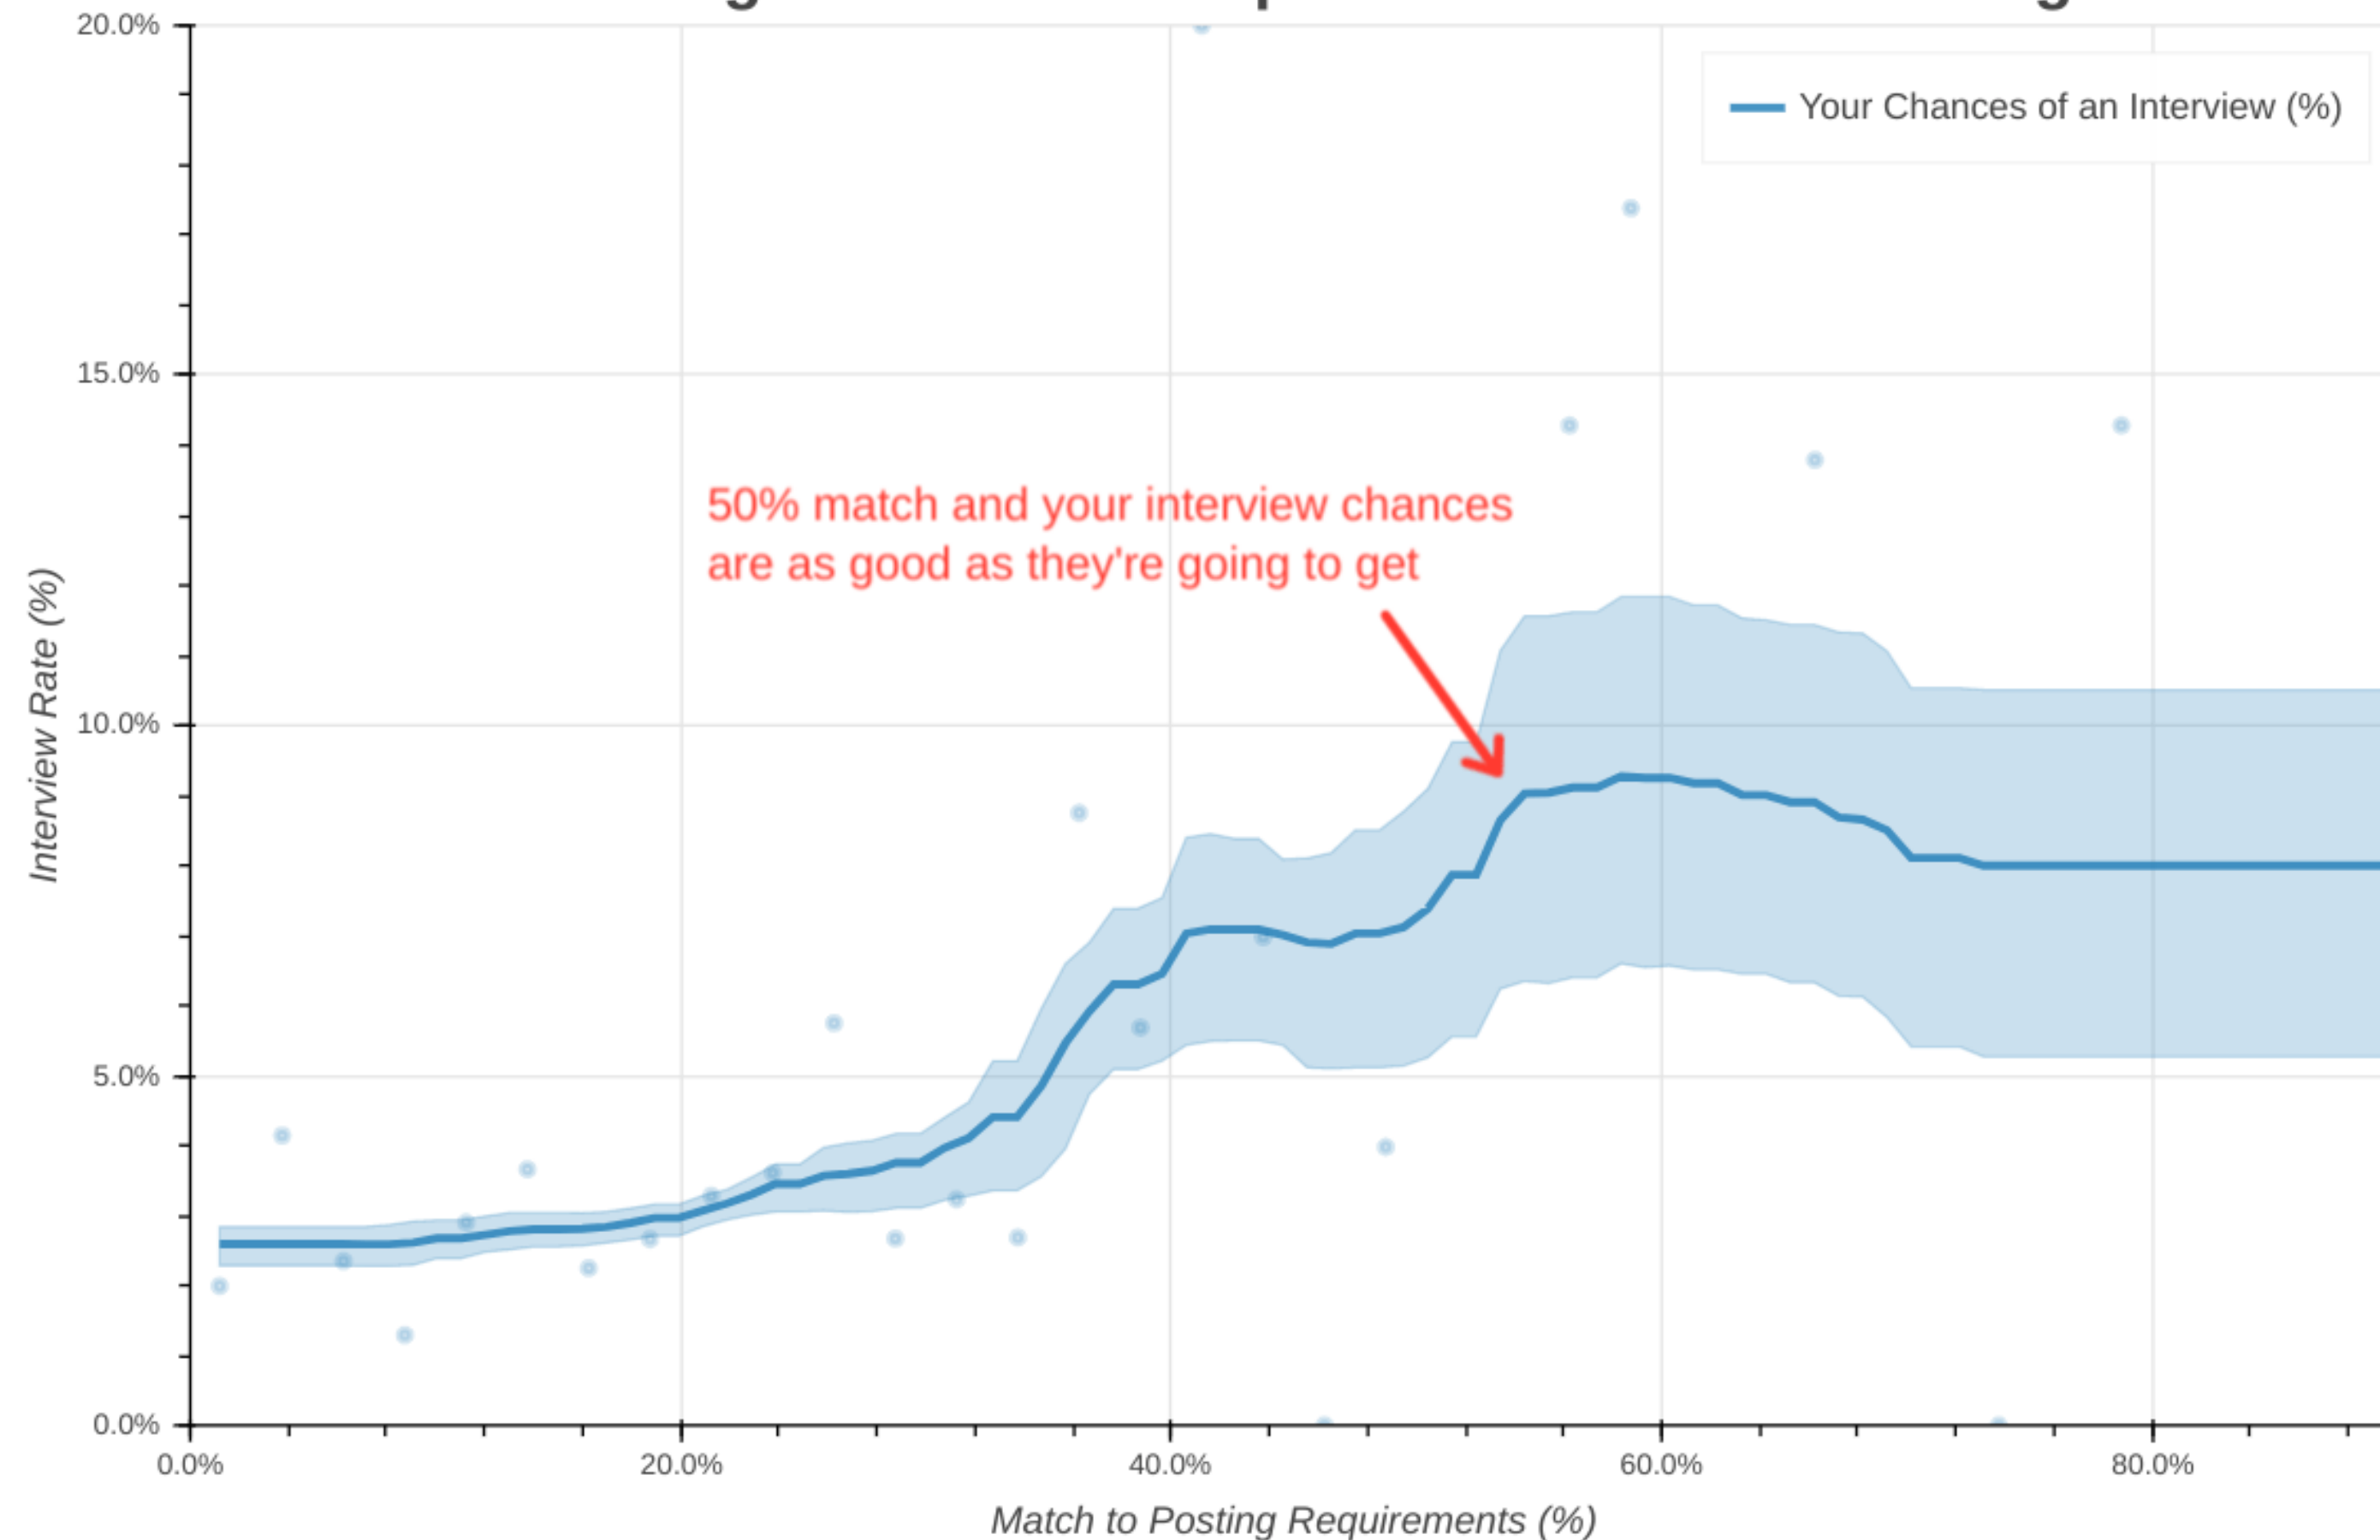 20.0%
Your Chances of an Interview (%)
15.0%
50% match and your interview chances
are as good as they're going to get
Interview Rate (%)
10.0%
5.0%
0.0%
0.0% 20.0% 40.0% 60.0% 80.0%
Match to Posting Requirements (%)